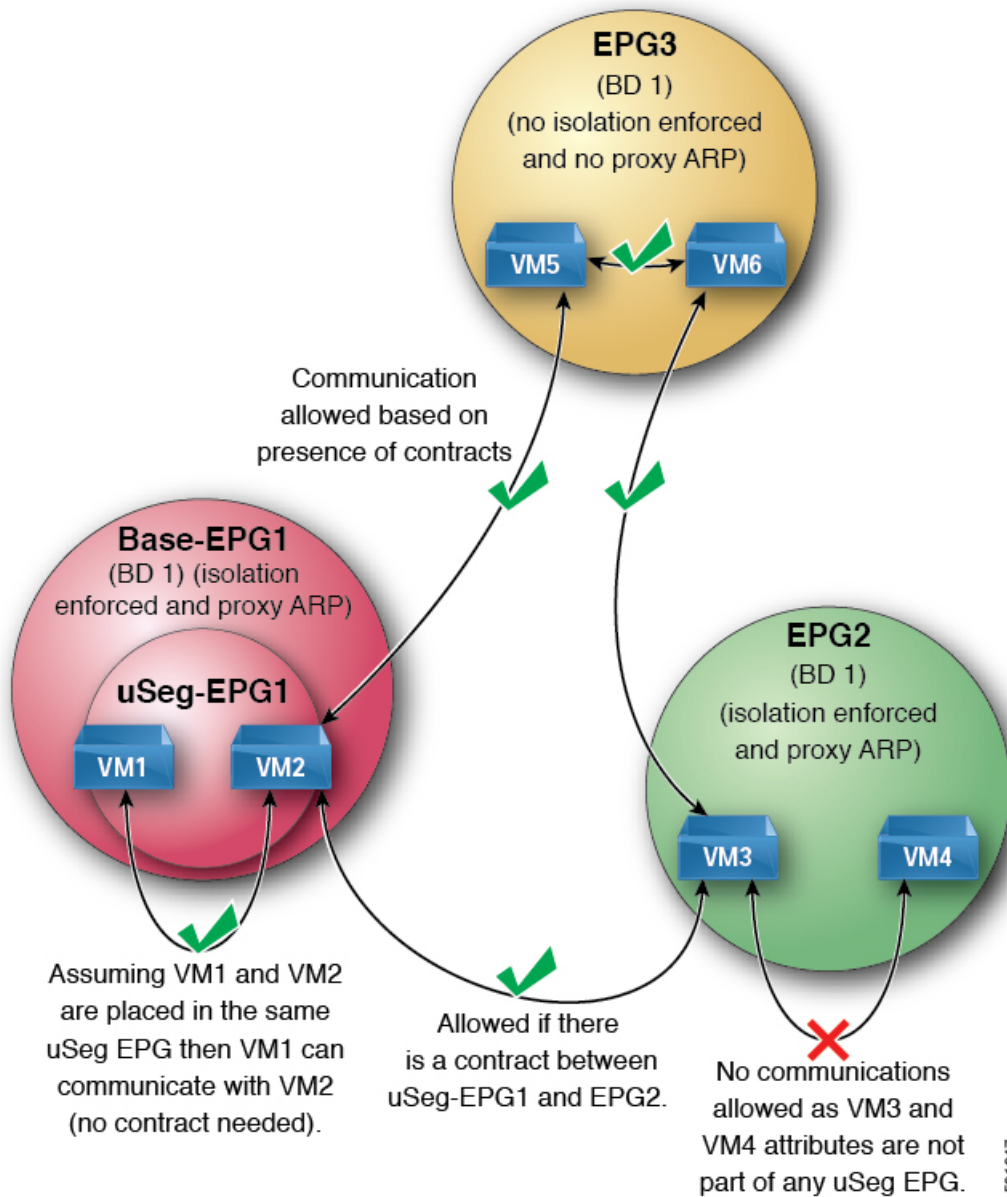 EPG3
(BD 1)
(no isolation enforced
and no proxy ARP)
VM5
VM6
Communication
allowed based on
presence of contracts
Base-EPG1
(BD 1) (isolation
enforced and proxy ARP)
uSeg-EPG1
VM1
VM2
EPG2
(BD 1)
(isolation enforced
and proxy ARP)
VM3
VM4
Assuming VM1 and VM2
are placed in the same
uSeg EPG then VM1 can
communicate with VM2
(no contract needed).
Allowed if there
is a contract between
uSeg-EPG1 and EPG2.
No communications
allowed as VM3 and
VM4 attributes are not
part of any uSeg EPG.